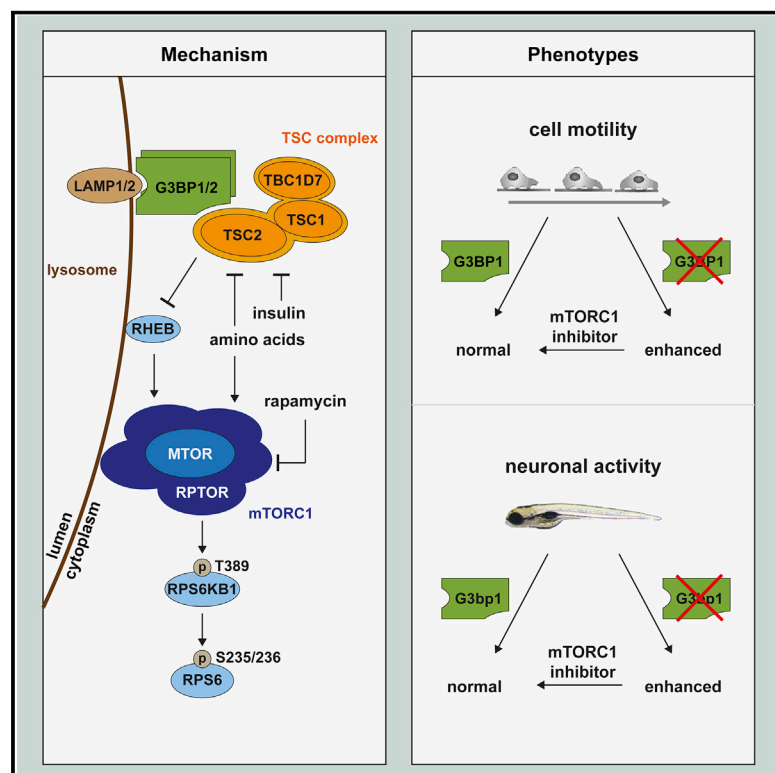 Mechanism
TSC complex
LAMP1/2
G3BP1/2
TBC1D7
TSC1
TSC2
lysosome
insulin
RHEB
amino acids
rapamycin
MTOR
RPTOR
mTORC1
lumen
cytoplasm
p
T389
RPS6KB1
p
S235/236
RPS6
Phenotypes
cell motility
G3BP1
G3BP1
mTORC1
inhibitor
normal
enhanced
neuronal activity
G3bp1
G3bp1
mTORC1
inhibitor
normal
enhanced